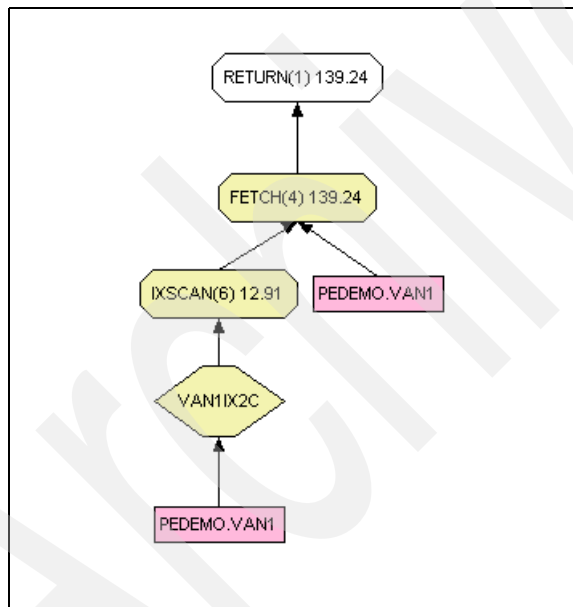 RETURN(1) 139.24
FETCH(4) 139.24
IXSCAN(6) 12.91
PEDEMO.VAN1
VAN1IX2C
PEDEMO.VAN1